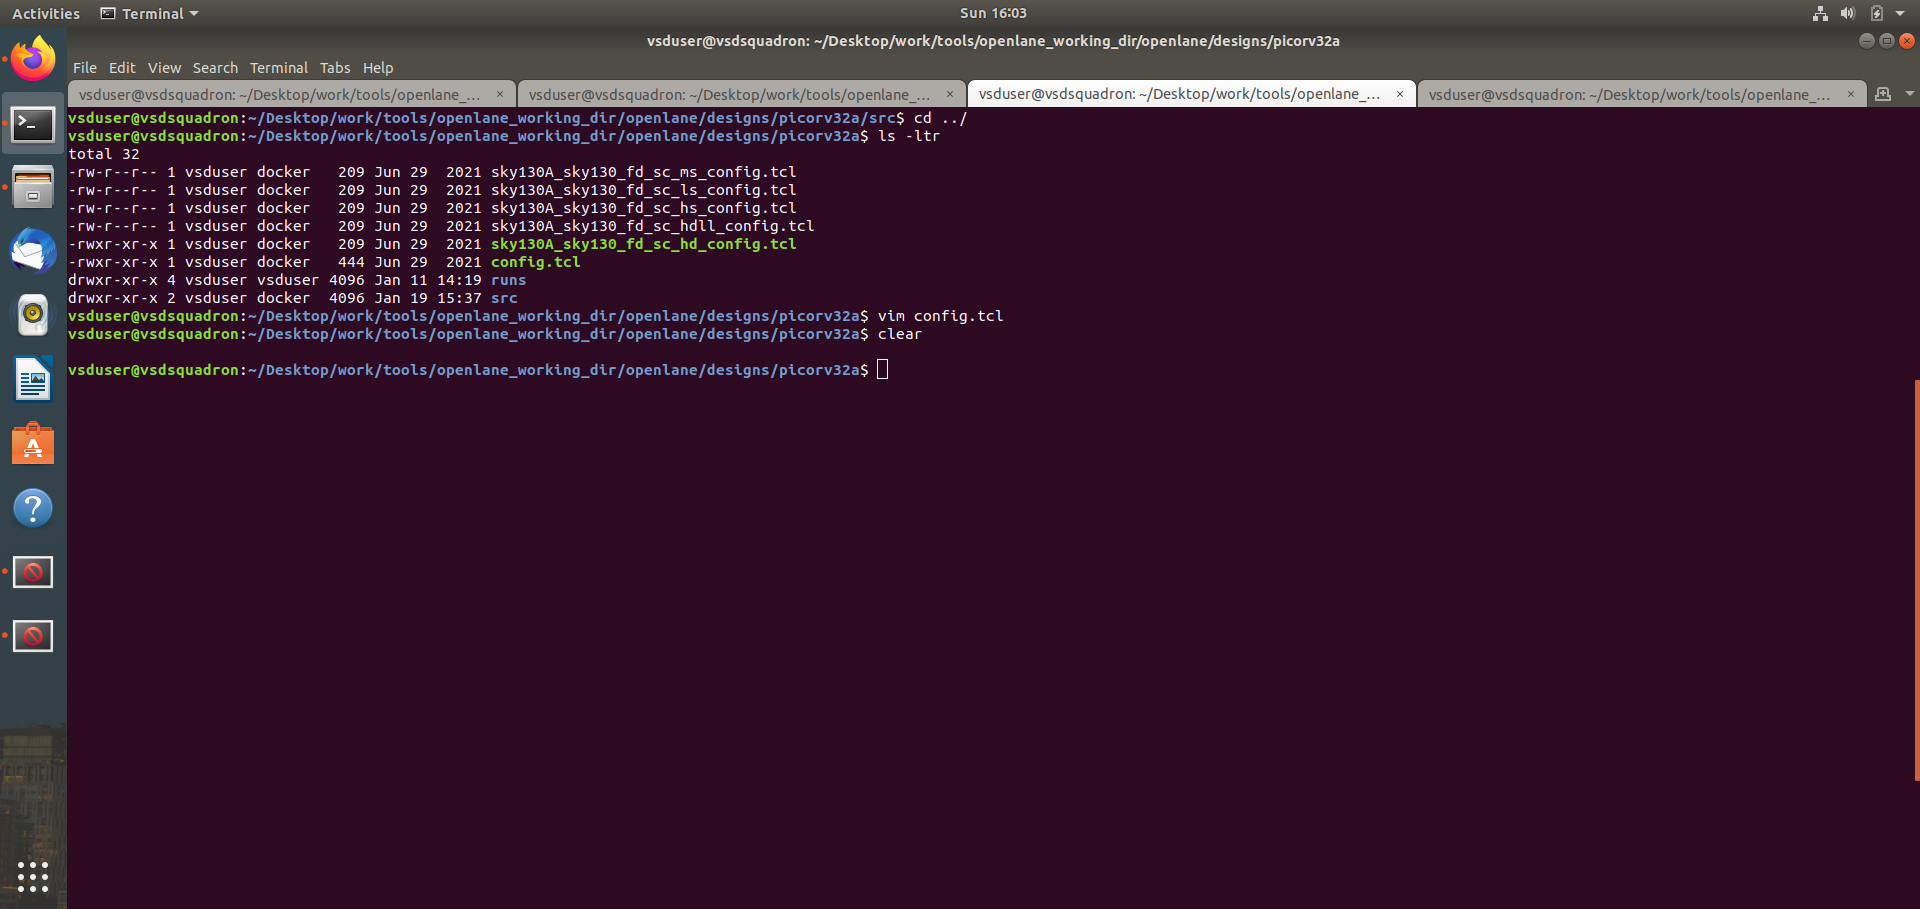 Activities Terminal Sun 16:03
vsduser@vsdsquadron: ~/Desktop/work/tools/openlane_working_dir/openlane/designs/picorv32a
File Edit View Search Terminal Tabs Help
vsduser@vsdsquadron: ~/Desktop/work/tools/openlane_... × vsduser@vsdsquadron: ~/Desktop/work/tools/openlane_... × vsduser@vsdsquadron: ~/Desktop/work/tools/openlane_... × vsduser@vsdsquadron: ~/Desktop/work/tools/openlane_... ×
vsduser@vsdsquadron:~/Desktop/work/tools/openlane_working_dir/openlane/designs/picorv32a/src$ cd ../
vsduser@vsdsquadron:~/Desktop/work/tools/openlane_working_dir/openlane/designs/picorv32a$ ls -ltr
total 32
-rw-r--r-- 1 vsduser docker   209 Jun 29  2021 sky130A_sky130_fd_sc_ms_config.tcl
-rw-r--r-- 1 vsduser docker   209 Jun 29  2021 sky130A_sky130_fd_sc_ls_config.tcl
-rw-r--r-- 1 vsduser docker   209 Jun 29  2021 sky130A_sky130_fd_sc_hs_config.tcl
-rw-r--r-- 1 vsduser docker   209 Jun 29  2021 sky130A_sky130_fd_sc_hdll_config.tcl
-rwxr-xr-x 1 vsduser docker   209 Jun 29  2021 sky130A_sky130_fd_sc_hd_config.tcl
-rwxr-xr-x 1 vsduser docker   444 Jun 29  2021 config.tcl
drwxr-xr-x 4 vsduser vsduser 4096 Jan 11 14:19 runs
drwxr-xr-x 2 vsduser docker  4096 Jan 19 15:37 src
vsduser@vsdsquadron:~/Desktop/work/tools/openlane_working_dir/openlane/designs/picorv32a$ vim config.tcl
vsduser@vsdsquadron:~/Desktop/work/tools/openlane_working_dir/openlane/designs/picorv32a$ clear
vsduser@vsdsquadron:~/Desktop/work/tools/openlane_working_dir/openlane/designs/picorv32a$